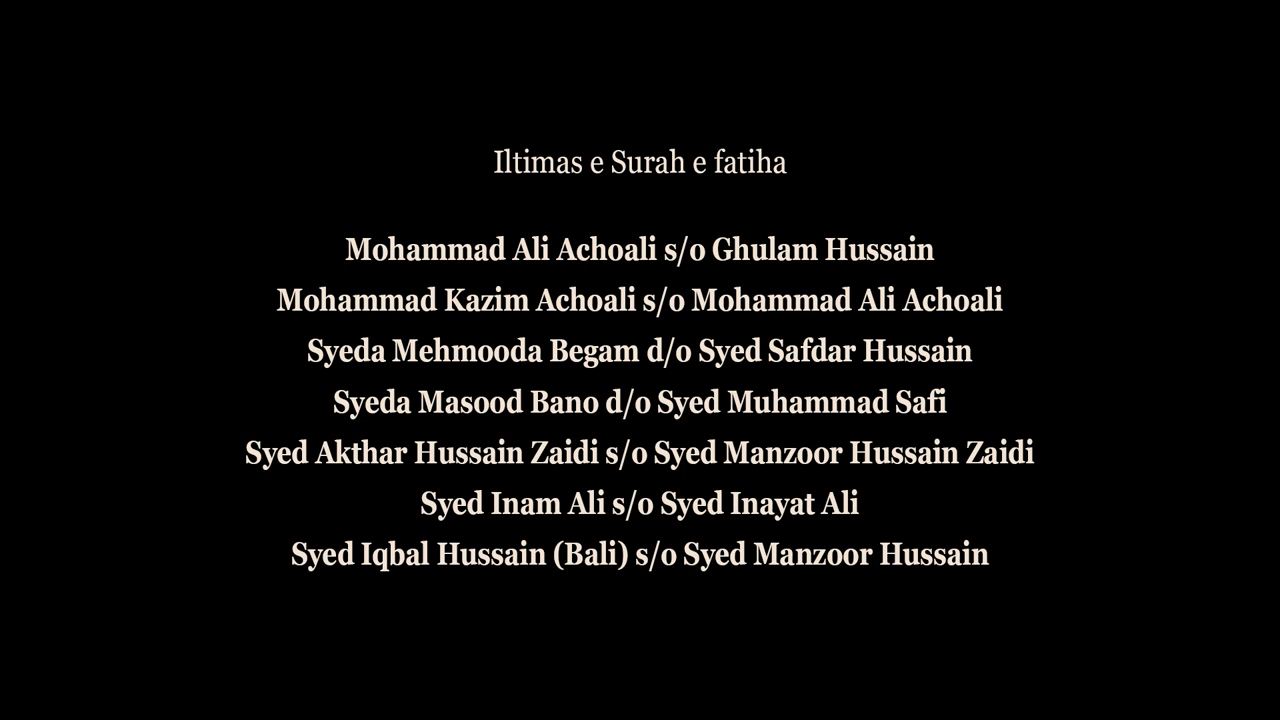 Iltimas e Surah e fatiha
Mohammad Ali Achoali s/o Ghulam Hussain
Mohammad Kazim Achoali s/o Mohammad Ali Achoali
Syeda Mehmooda Begam d/o Syed Safdar Hussain
Syeda Masood Bano d/o Syed Muhammad Safi
Syed Akthar Hussain Zaidi s/o Syed Manzoor Hussain Zaidi
Syed Inam Ali s/o Syed Inayat Ali
Syed Iqbal Hussain (Bali) s/o Syed Manzoor Hussain